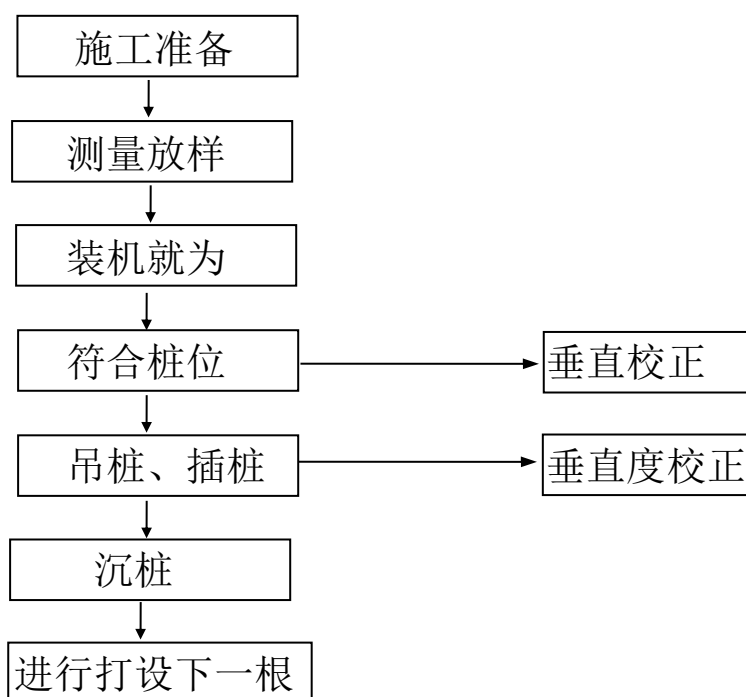 施工准备
测量放样
装机就为
符合桩位
垂直校正
吊桩、插桩
垂直度校正
沉桩
进行打设下一根